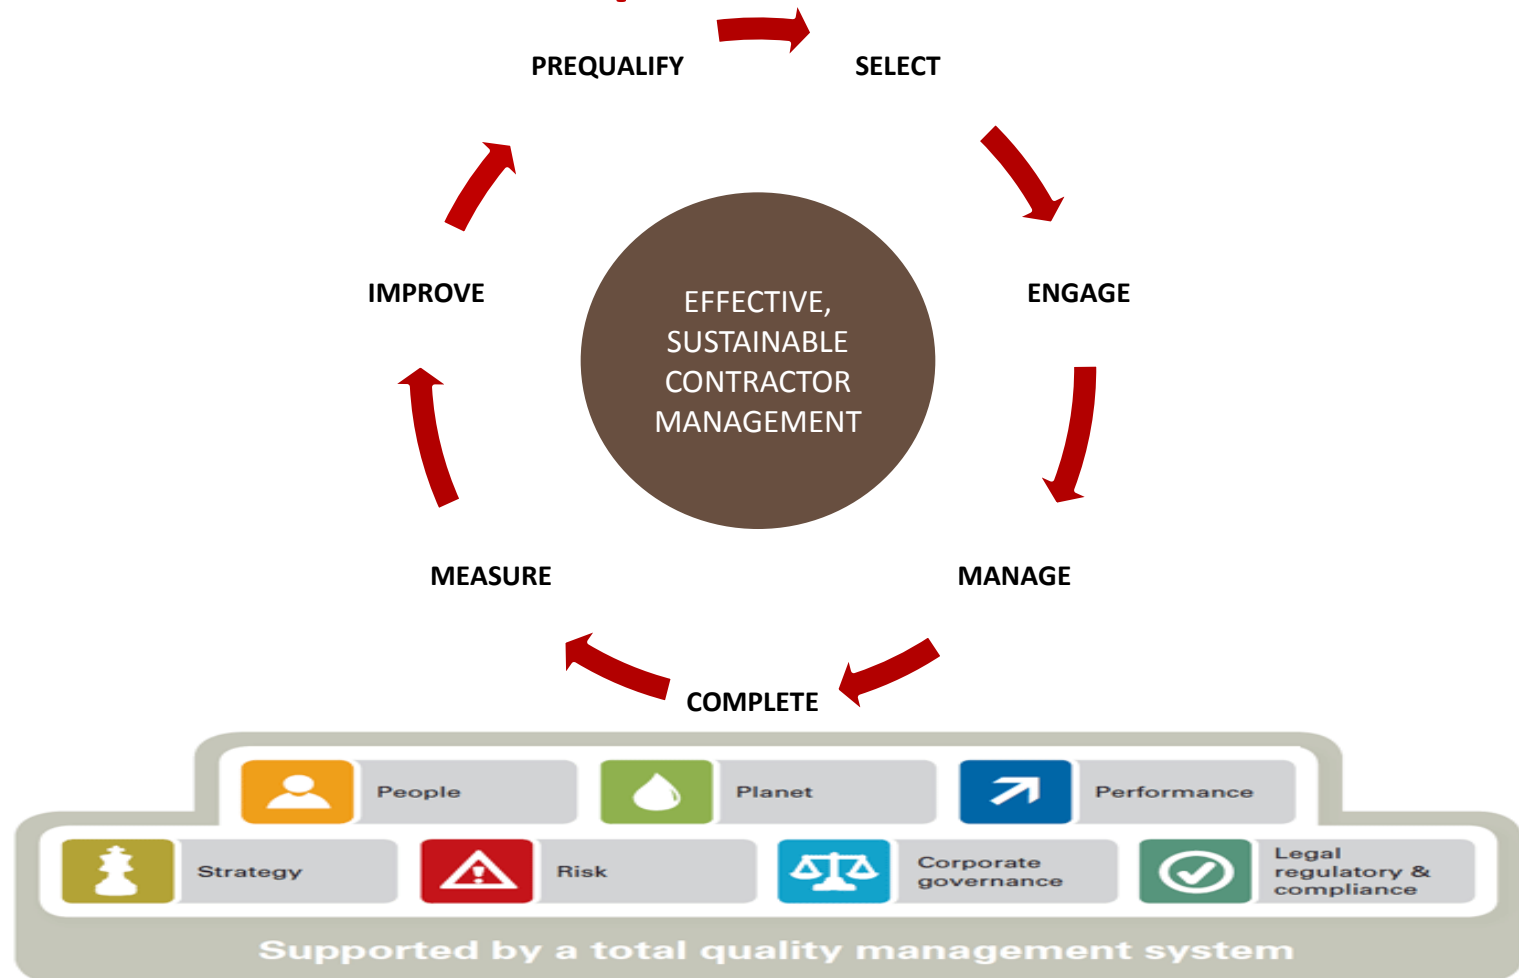 PREQUALIFY
SELECT
IMPROVE
EFFECTIVE,
SUSTAINABLE
CONTRACTOR
MANAGEMENT
ENGAGE
MEASURE
MANAGE
COMPLETE
People
Planet
Performance
Strategy
Risk
Corporate
governance
Legal
regulatory &
compliance
Supported by a total quality management system